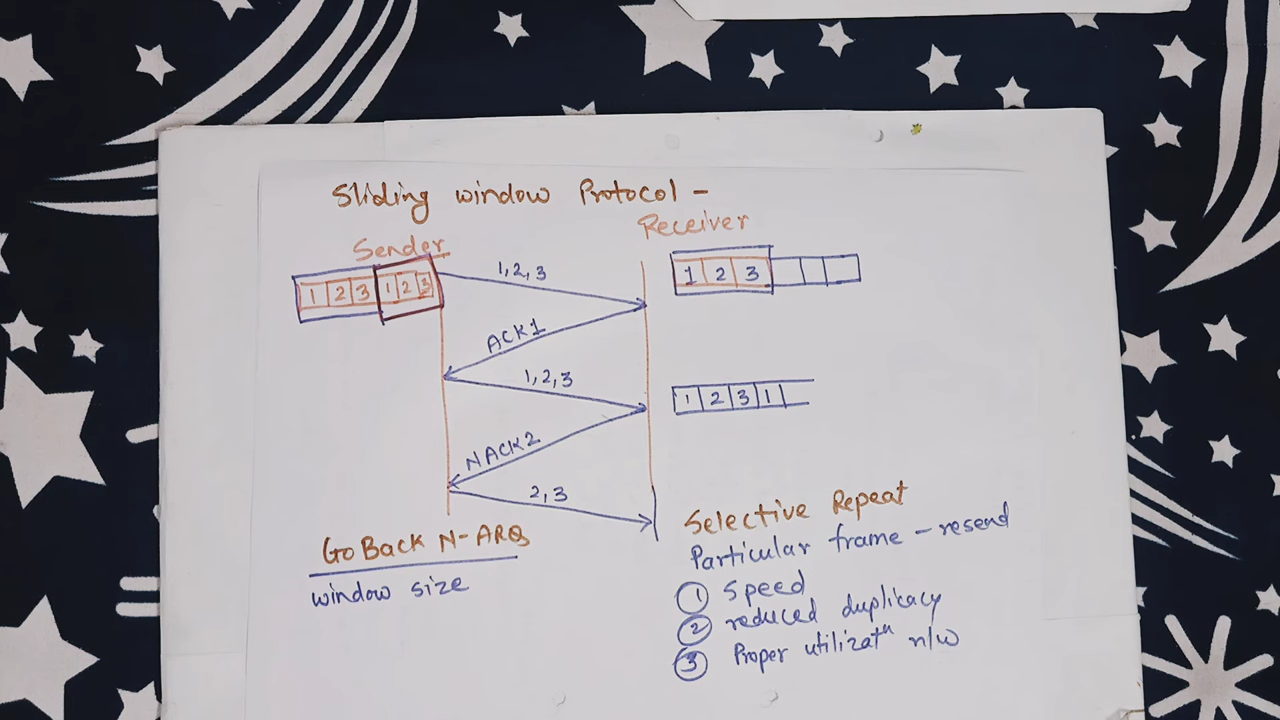 Sliding window Protocol -
Sender
Receiver
1 2 3 1 2 3
1,2,3
1 2 3
ACK1
1,2,3
1 2 3 1
NACK2
2,3
GoBack N-ARQ
window size
Selective Repeat
Particular frame - resend
1 Speed
2 reduced duplicacy
3 Proper utilizatn n/w